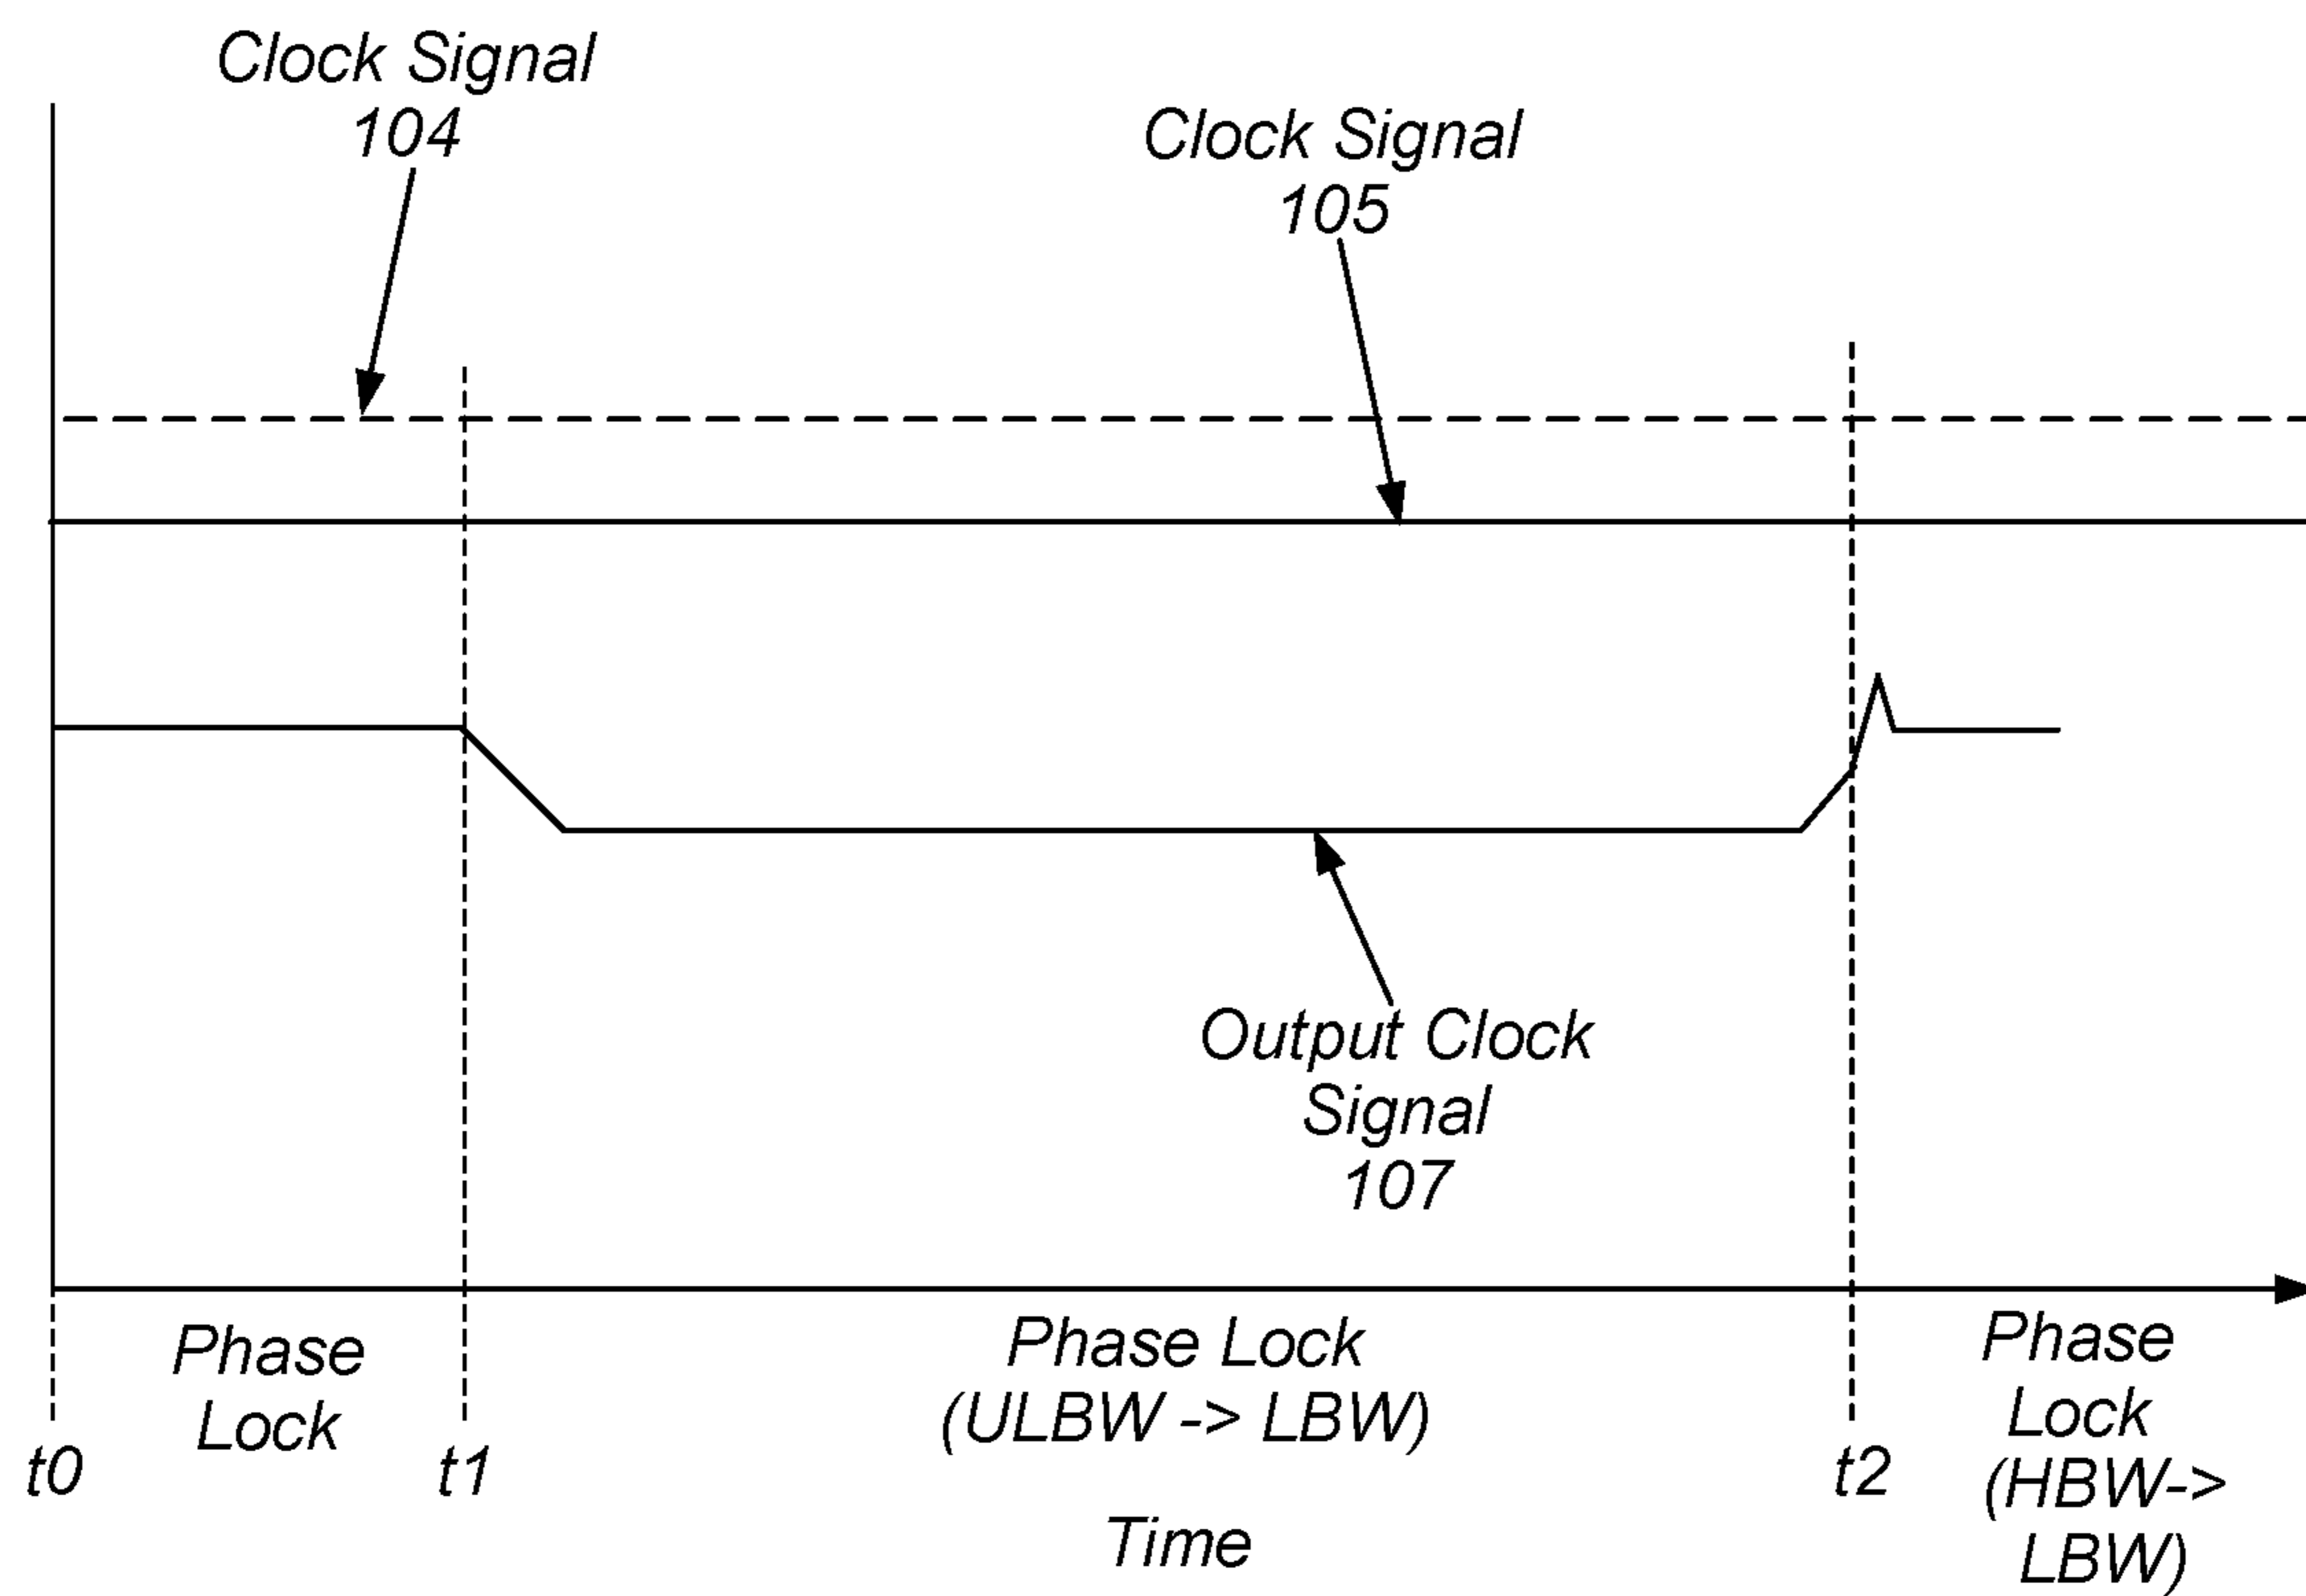 Clock Signal
104
Clock Signal
105
Output Clock
Signal
107
Phase
Lock
Phase Lock
(ULBW -> LBW)
Phase
Lock
(HBW->
LBW)
t0
t1
t2
Time